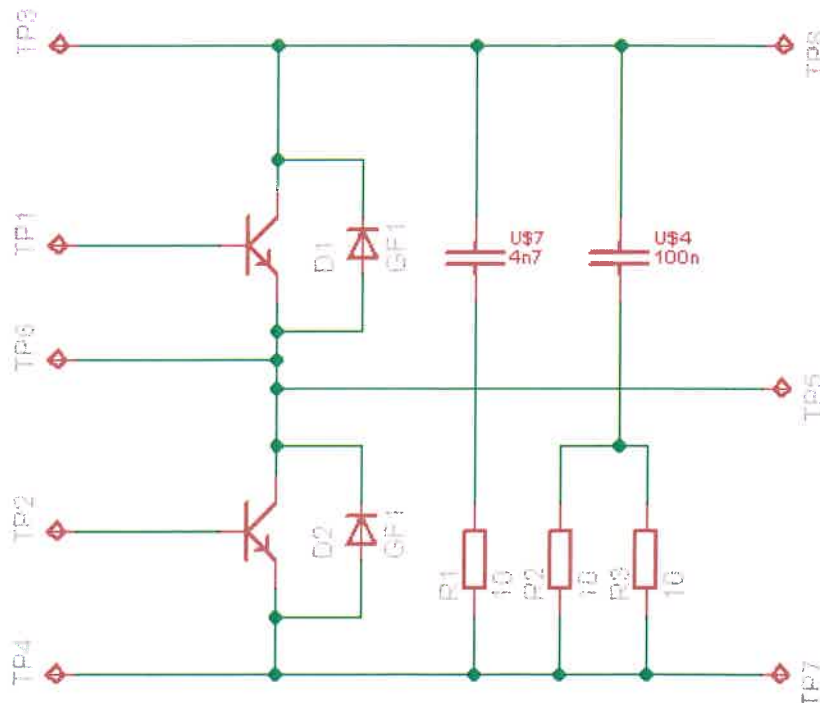 TP3
TP8
TP1
D1
GF1
U$7
4n7
U$4
100n
TP6
TP5
TP2
D2
GF1
R1
10
R2
10
R3
10
TP4
TP7